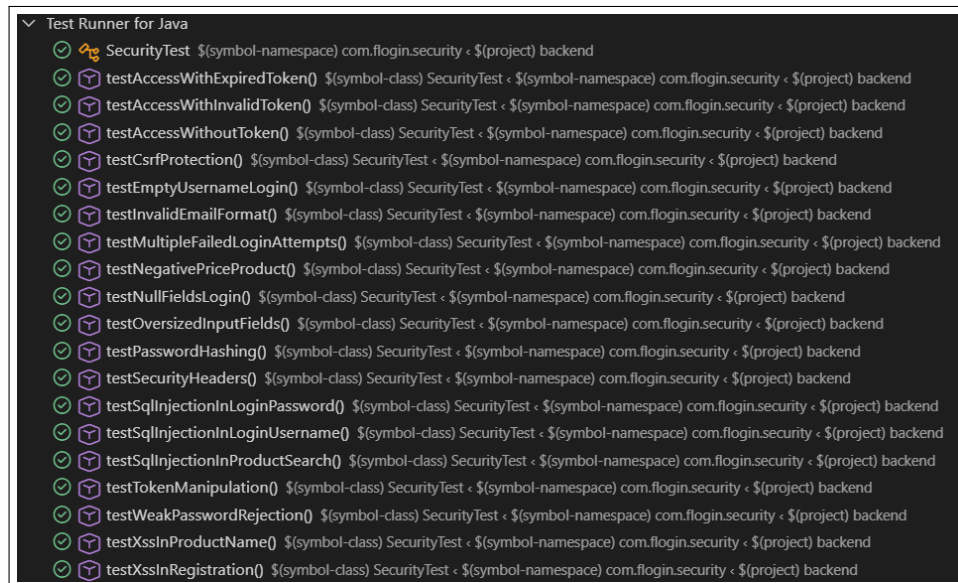 Test Runner for Java
SecurityTest $(symbol-namespace) com.flogin.security ‹ $(project) backend
testAccessWithExpiredToken() $(symbol-class) SecurityTest ‹ $(symbol-namespace) com.flogin.security ‹ $(project) backend
testAccessWithInvalidToken() $(symbol-class) SecurityTest ‹ $(symbol-namespace) com.flogin.security ‹ $(project) backend
testAccessWithoutToken() $(symbol-class) SecurityTest ‹ $(symbol-namespace) com.flogin.security ‹ $(project) backend
testCsrfProtection() $(symbol-class) SecurityTest ‹ $(symbol-namespace) com.flogin.security ‹ $(project) backend
testEmptyUsernameLogin() $(symbol-class) SecurityTest ‹ $(symbol-namespace) com.flogin.security ‹ $(project) backend
testInvalidEmailFormat() $(symbol-class) SecurityTest ‹ $(symbol-namespace) com.flogin.security ‹ $(project) backend
testMultipleFailedLoginAttempts() $(symbol-class) SecurityTest ‹ $(symbol-namespace) com.flogin.security ‹ $(project) backend
testNegativePriceProduct() $(symbol-class) SecurityTest ‹ $(symbol-namespace) com.flogin.security ‹ $(project) backend
testNullFieldsLogin() $(symbol-class) SecurityTest ‹ $(symbol-namespace) com.flogin.security ‹ $(project) backend
testOversizedInputFields() $(symbol-class) SecurityTest ‹ $(symbol-namespace) com.flogin.security ‹ $(project) backend
testPasswordHashing() $(symbol-class) SecurityTest ‹ $(symbol-namespace) com.flogin.security ‹ $(project) backend
testSecurityHeaders() $(symbol-class) SecurityTest ‹ $(symbol-namespace) com.flogin.security ‹ $(project) backend
testSqlInjectionInLoginPassword() $(symbol-class) SecurityTest ‹ $(symbol-namespace) com.flogin.security ‹ $(project) backend
testSqlInjectionInLoginUsername() $(symbol-class) SecurityTest ‹ $(symbol-namespace) com.flogin.security ‹ $(project) backend
testSqlInjectionInProductSearch() $(symbol-class) SecurityTest ‹ $(symbol-namespace) com.flogin.security ‹ $(project) backend
testTokenManipulation() $(symbol-class) SecurityTest ‹ $(symbol-namespace) com.flogin.security ‹ $(project) backend
testWeakPasswordRejection() $(symbol-class) SecurityTest ‹ $(symbol-namespace) com.flogin.security ‹ $(project) backend
testXssInProductName() $(symbol-class) SecurityTest ‹ $(symbol-namespace) com.flogin.security ‹ $(project) backend
testXssInRegistration() $(symbol-class) SecurityTest ‹ $(symbol-namespace) com.flogin.security ‹ $(project) backend